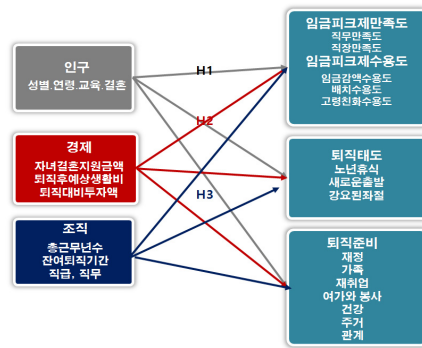 인구
성별.연령.교육.결혼
경제
자녀결혼지원금액
퇴직후예상생활비
퇴직대비투자액
조직
총근무년수
잔여퇴직기간
직급, 직무
H1
H2
H3
임금피크제만족도
직무만족도
직장만족도
임금피크제수용도
임금감액수용도
배치수용도
고령친화수용도
퇴직태도
노년휴식
새로운출발
강요된좌절
퇴직준비
재정
가족
재취업
여가와 봉사
건강
주거
관계